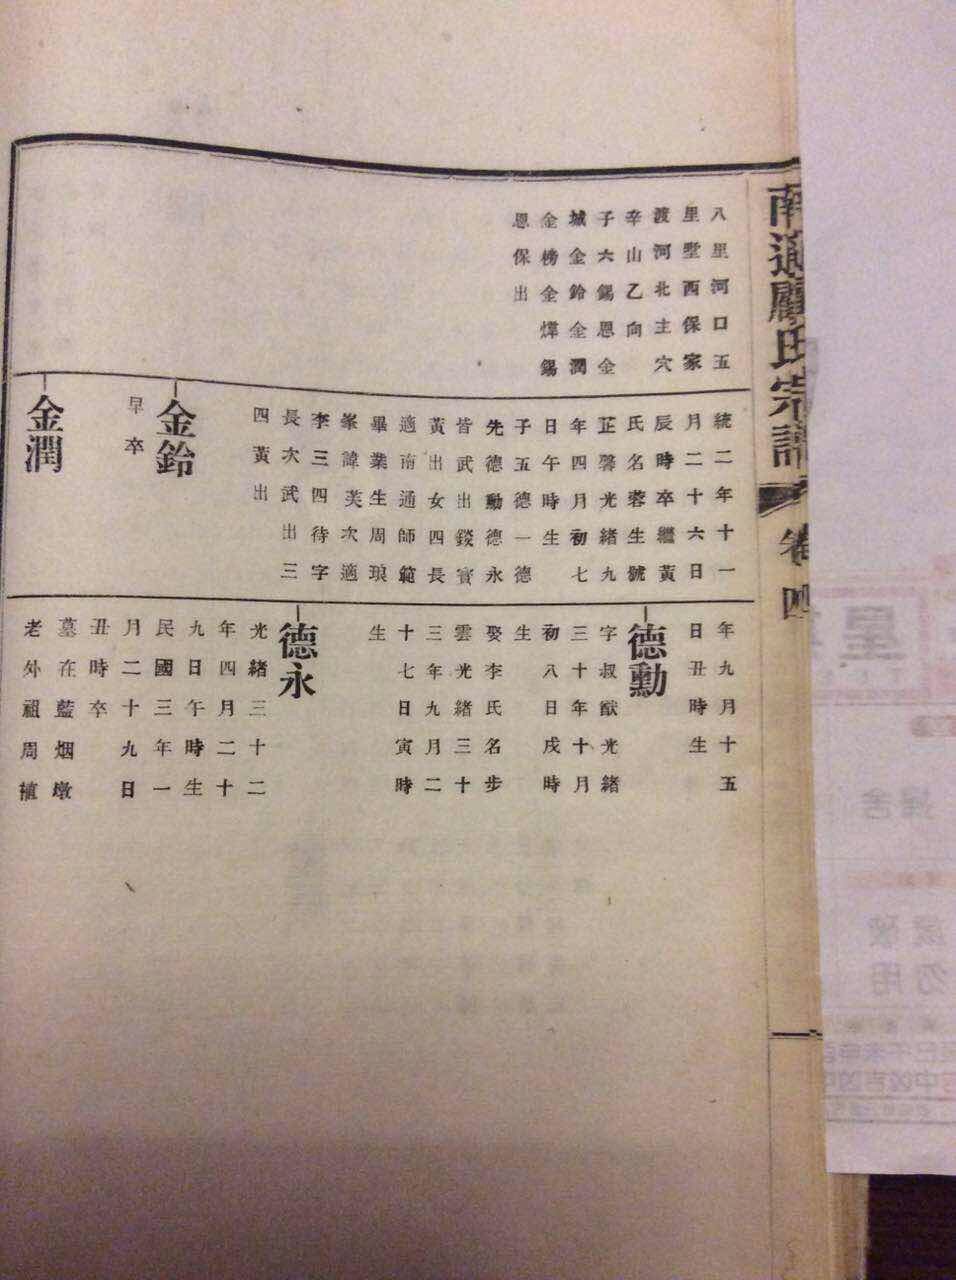 南通顧氏宗譜
卷四
八里河口五
里墅西保家
渡河北主穴
辛山乙向
子六錫恩金
城金鈴金潤
金榜金煒錫
恩保出
統二年十一
月二十六日
辰時卒繼黃
氏名蓉生號
芷馨光緒九
年四月初七
日午時生
子五德一德
先德勳德永
皆武出錟實
黃出女四長
適南通師範
畢業生周琅
峯諱芙次適
李三四待字
長次武出三
四黃出
金鈴
早卒
金潤
年九月十五
日丑時生
德勳
字叔猷光緒
三十年十月
初八日戌時
生
娶李氏名步
雲光緒三十
三年九月二
十七日寅時
生
德永
光緒三十二
年四月二十
九日午時生
民國三年一
月二十九日
丑時卒
墓在藍烟墩
老外祖周植